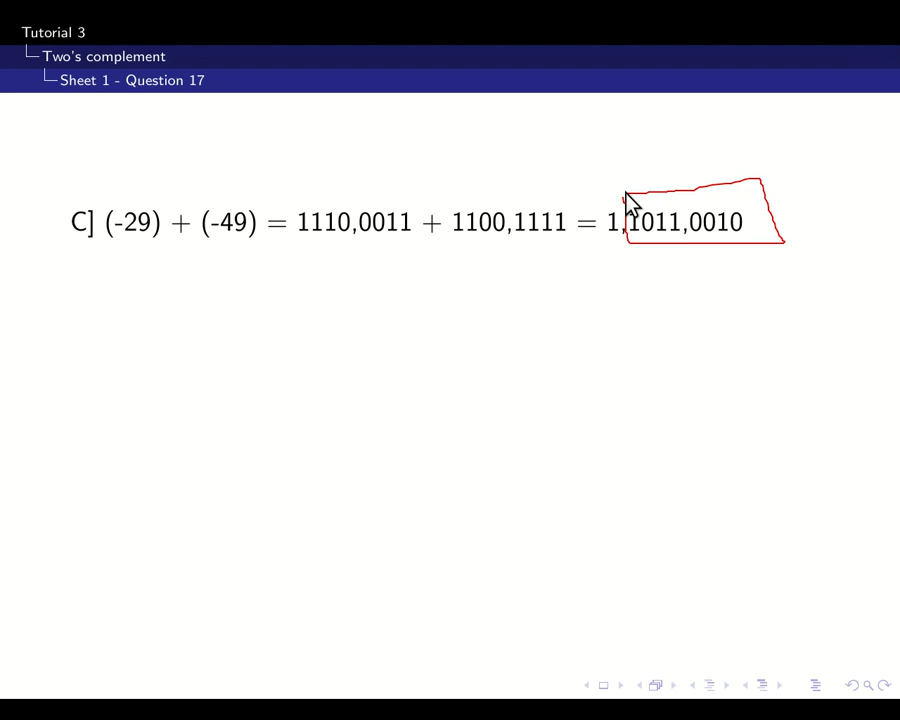 Tutorial 3
Two's complement
Sheet 1 - Question 17
C] (-29) + (-49) = 1110,0011 + 1100,1111 = 1,1011,0010